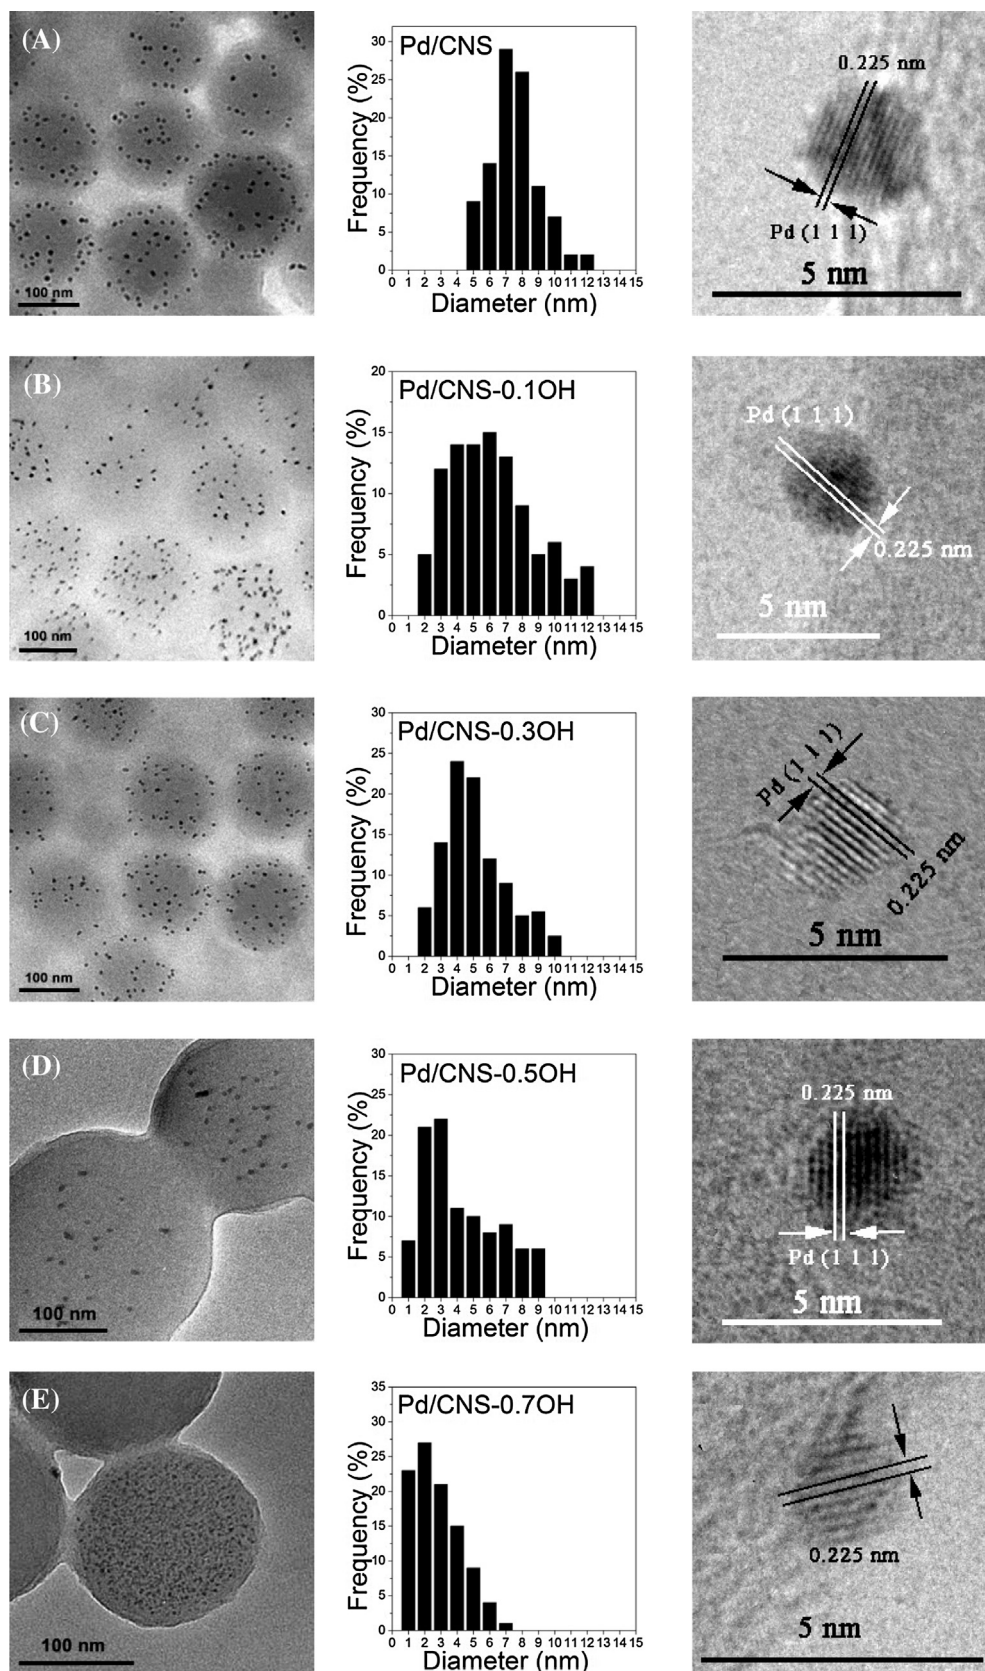 (A)
100 nm
Pd/CNS
Frequency (%)
30
25
20
15
10
5
0
0 1 2 3 4 5 6 7 8 9 10 11 12 13 14 15
Diameter (nm)
0.225 nm
Pd (1 1 1)
5 nm
(B)
100 nm
Pd/CNS-0.1OH
Frequency (%)
20
15
10
5
0
0 1 2 3 4 5 6 7 8 9 10 11 12 13 14 15
Diameter (nm)
Pd (1 1 1)
0.225 nm
5 nm
(C)
100 nm
Pd/CNS-0.3OH
Frequency (%)
30
25
20
15
10
5
0
0 1 2 3 4 5 6 7 8 9 10 11 12 13 14 15
Diameter (nm)
Pd (1 1 1)
0.225 nm
5 nm
(D)
100 nm
Pd/CNS-0.5OH
Frequency (%)
30
25
20
15
10
5
0
0 1 2 3 4 5 6 7 8 9 10 11 12 13 14 15
Diameter (nm)
0.225 nm
Pd (1 1 1)
5 nm
(E)
100 nm
Pd/CNS-0.7OH
Frequency (%)
35
30
25
20
15
10
5
0
0 1 2 3 4 5 6 7 8 9 10 11 12 13 14 15
Diameter (nm)
0.225 nm
5 nm